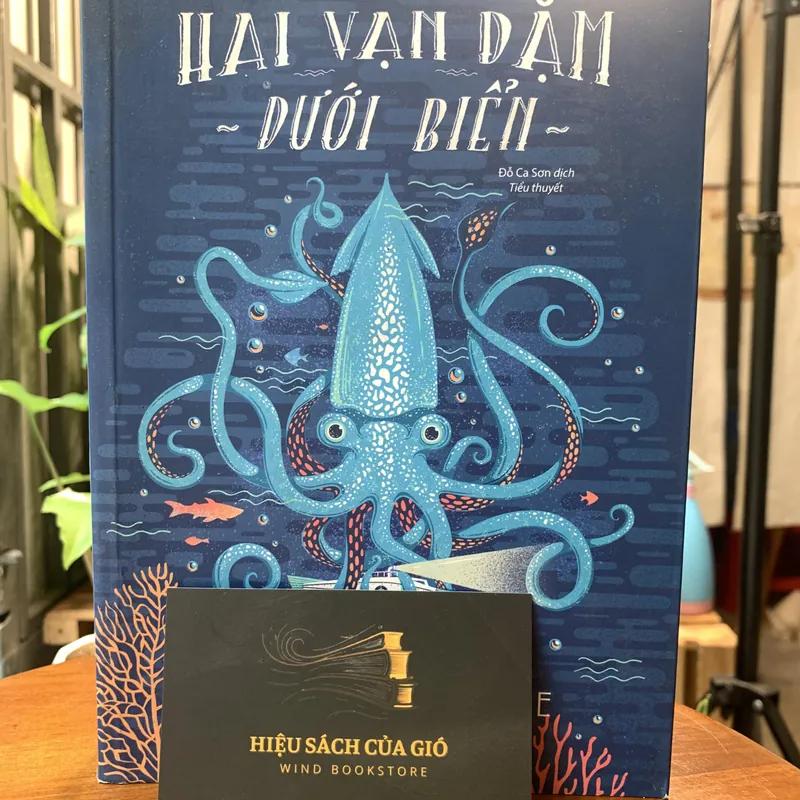 HAI VẠN DẶM
~ DƯỚI BIỂN ~
Đỗ Ca Sơn dịch
Tiểu thuyết
E
HIỆU SÁCH CỦA GIÓ
WIND BOOKSTORE